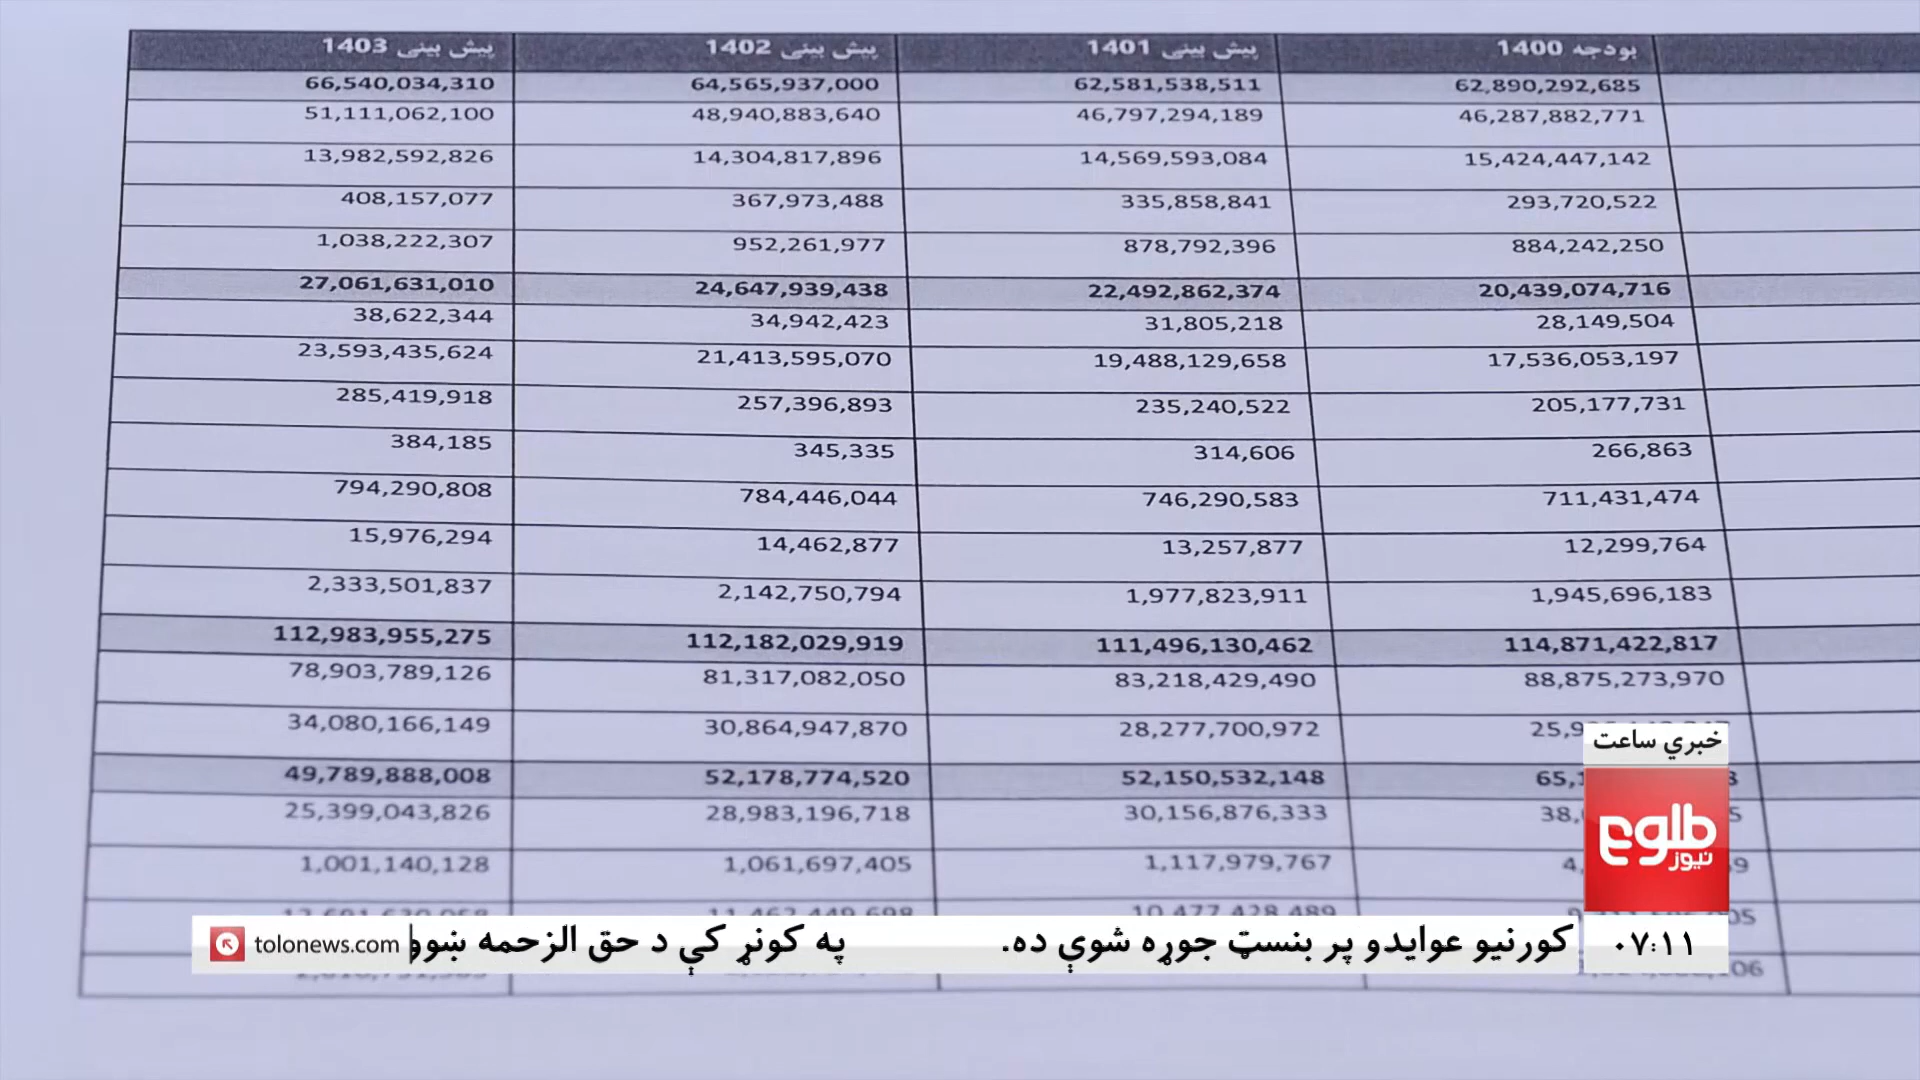 بودجه 1400 پیش بینی 1401 پیش بینی 1402 پیش بینی 1403
62,890,292,685 62,581,538,511 64,565,937,000 66,540,034,310
46,287,882,771 46,797,294,189 48,940,883,640 51,111,062,100
15,424,447,142 14,569,593,084 14,304,817,896 13,982,592,826
293,720,522 335,858,841 367,973,488 408,157,077
884,242,250 878,792,396 952,261,977 1,038,222,307
20,439,074,716 22,492,862,374 24,647,939,438 27,061,631,010
28,149,504 31,805,218 34,942,423 38,622,344
17,536,053,197 19,488,129,658 21,413,595,070 23,593,435,624
205,177,731 235,240,522 257,396,893 285,419,918
266,863 314,606 345,335 384,185
711,431,474 746,290,583 784,446,044 794,290,808
12,299,764 13,257,877 14,462,877 15,976,294
1,945,696,183 1,977,823,911 2,142,750,794 2,333,501,837
114,871,422,817 111,496,130,462 112,182,029,919 112,983,955,275
88,875,273,970 83,218,429,490 81,317,082,050 78,903,789,126
28,277,700,972 30,864,947,870 34,080,166,149
52,150,532,148 52,178,774,520 49,789,888,008
30,156,876,333 28,983,196,718 25,399,043,826
1,117,979,767 1,061,697,405 1,001,140,128
10,477,428,489 11,462,449,698
خبري ساعت
طلوع
نیوز
۰۷:۱۱
کورنیو عوایدو پر بنسټ جوړه شوې ده. په کونړ کې د حق الزحمه ښوو
tolonews.com